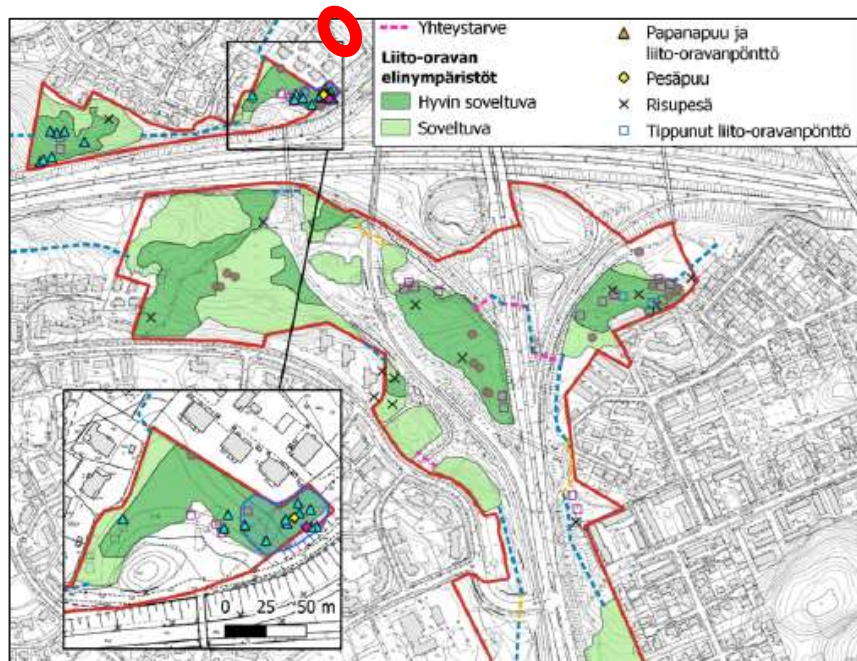 Yhteystarve
Liito-oravan
elinympäristöt
Hyvin soveltuva
Soveltuva
Papanapuu ja
liito-oravanpönttö
Pesäpuu
Risupesä
Tippunut liito-oravanpönttö
0 25 50 m